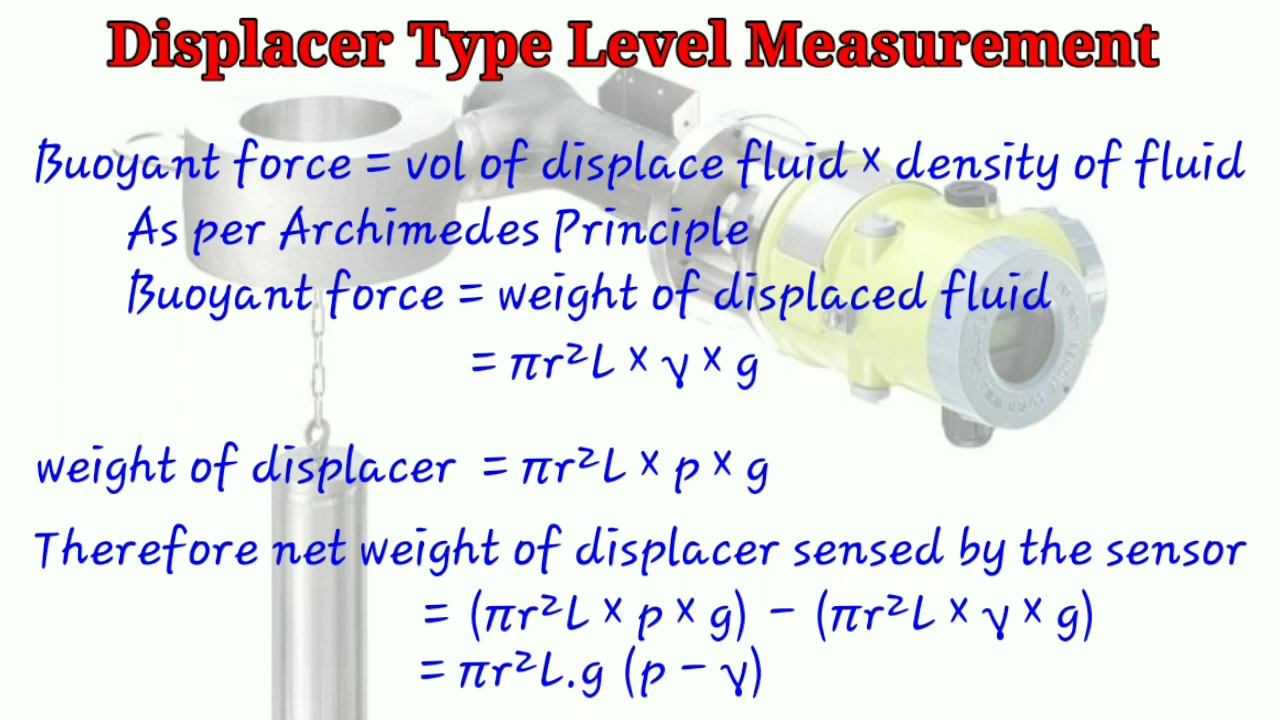 Displacer Type Level Measurement
Buoyant force = vol of displace fluid × density of fluid
As per Archimedes Principle
Buoyant force = weight of displaced fluid
= πr²L × γ × g
weight of displacer = πr²L × p × g
Therefore net weight of displacer sensed by the sensor
= (πr²L × p × g) − (πr²L × γ × g)
= πr²L.g (p − γ)